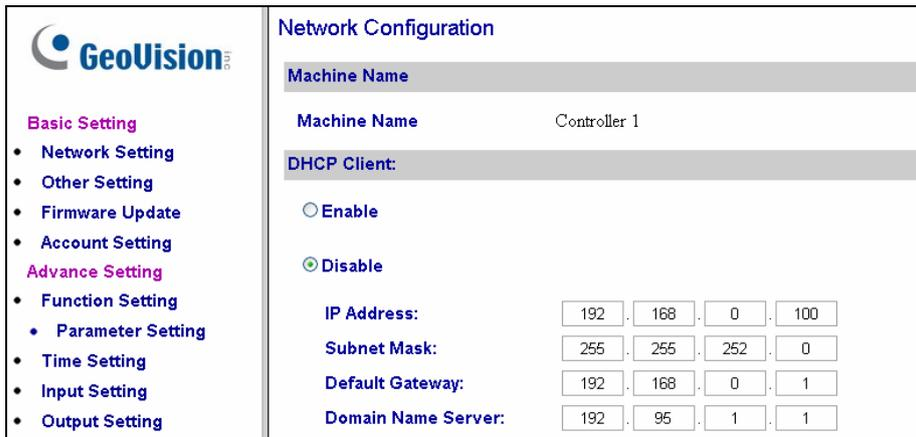 GeoVision inc
Basic Setting
Network Setting
Other Setting
Firmware Update
Account Setting
Advance Setting
Function Setting
Parameter Setting
Time Setting
Input Setting
Output Setting
Network Configuration
Machine Name
Machine Name Controller 1
DHCP Client:
Enable
Disable
IP Address: 192 . 168 . 0 . 100
Subnet Mask: 255 . 255 . 252 . 0
Default Gateway: 192 . 168 . 0 . 1
Domain Name Server: 192 . 95 . 1 . 1